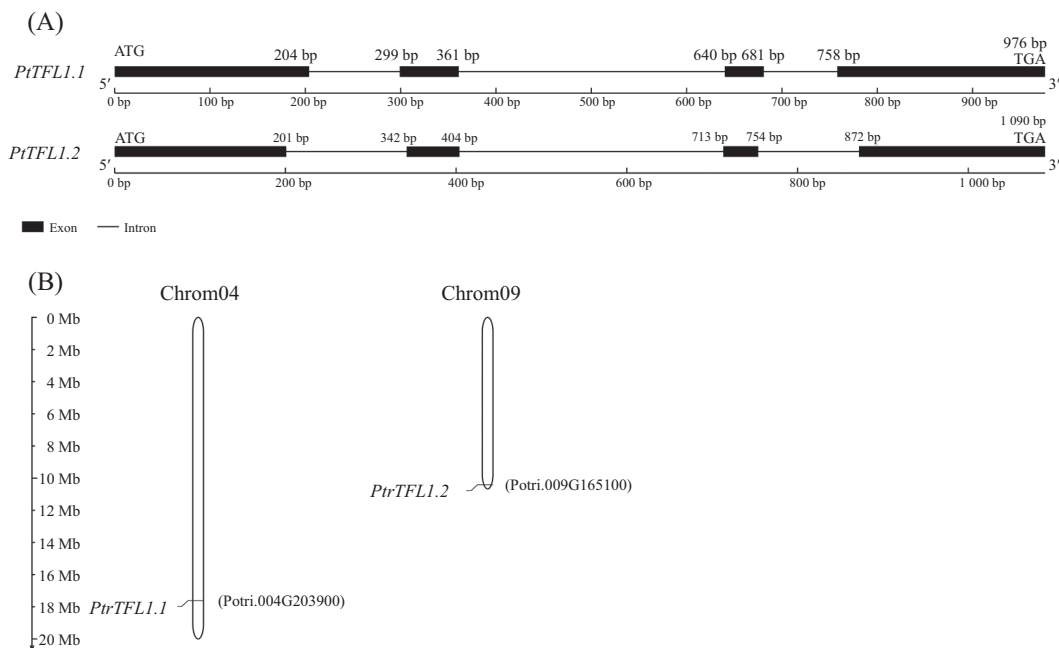 (A)
ATG 204 bp 299 bp 361 bp 640 bp 681 bp 758 bp 976 bp TGA
PtTFL1.1
5′ 3′
0 bp 100 bp 200 bp 300 bp 400 bp 500 bp 600 bp 700 bp 800 bp 900 bp
ATG 201 bp 342 bp 404 bp 713 bp 754 bp 872 bp 1 090 bp TGA
PtTFL1.2
5′ 3′
0 bp 200 bp 400 bp 600 bp 800 bp 1 000 bp
Exon Intron
(B)
Chrom04 Chrom09
0 Mb
2 Mb
4 Mb
6 Mb
8 Mb
10 Mb
PtrTFL1.2 (Potri.009G165100)
12 Mb
14 Mb
16 Mb
PtrTFL1.1 (Potri.004G203900)
18 Mb
20 Mb